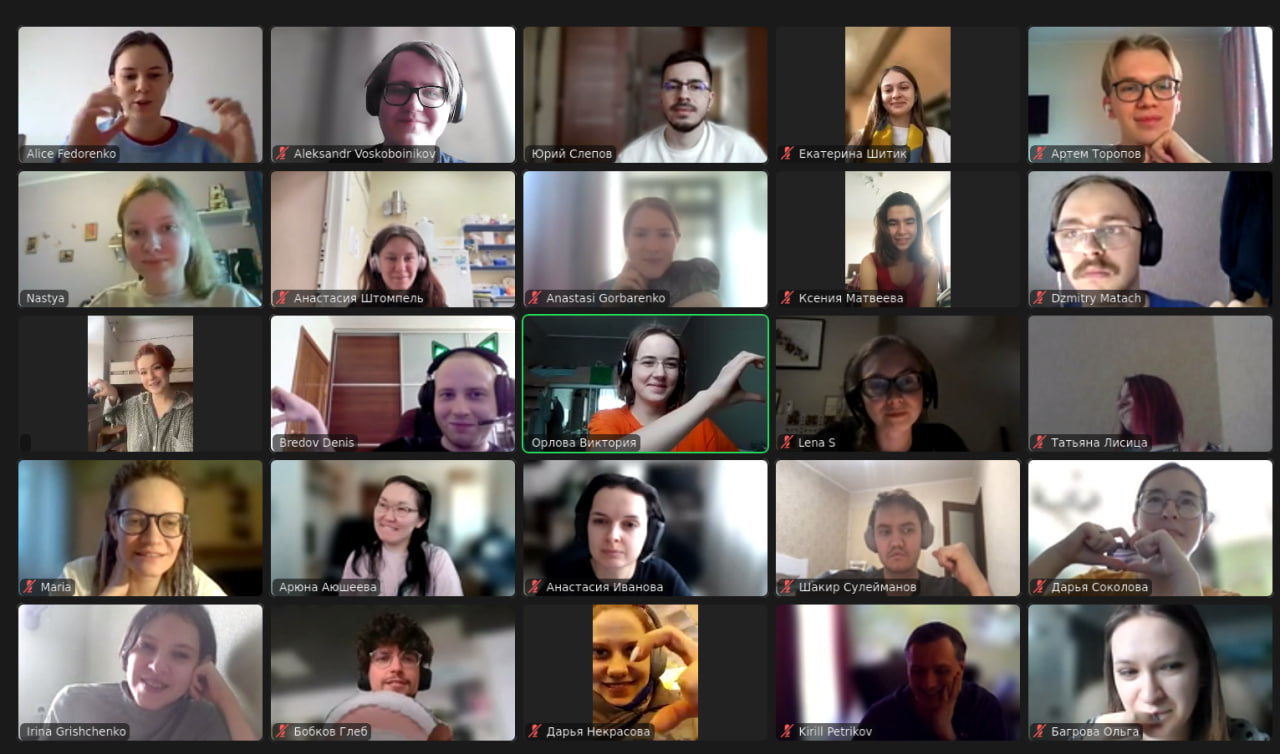 Alice Fedorenko
Aleksandr Voskoboinikov
Юрий Слепов
Екатерина Шитик
Артем Торопов
Nastya
Анастасия Штомпель
Anastasi Gorbarenko
Ксения Матвеева
Dzmitry Matach
Bredov Denis
Орлова Виктория
Lena S
Татьяна Лисица
Maria
Арюна Аюшеева
Анастасия Иванова
Шакир Сулейманов
Дарья Соколова
Irina Grishchenko
Бобков Глеб
Дарья Некрасова
Kirill Petrikov
Багрова Ольга